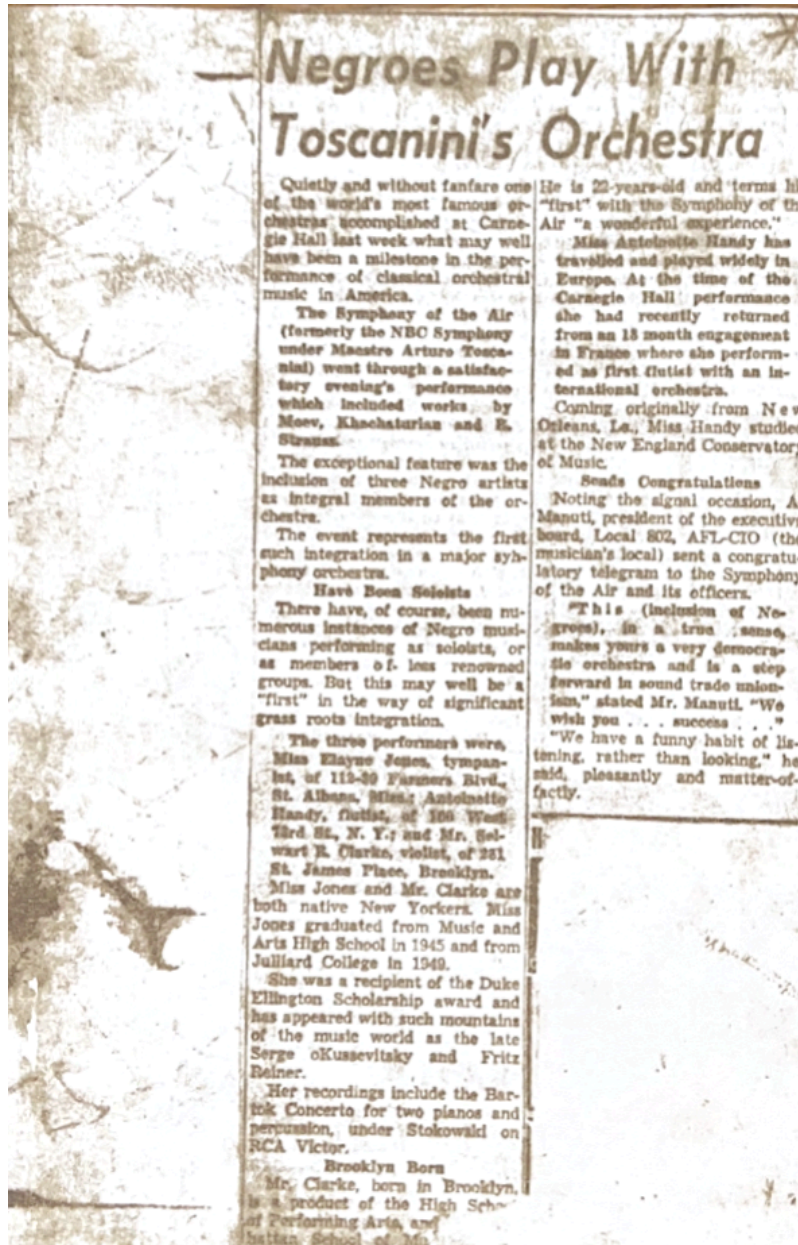 Negroes Play With
Toscanini's Orchestra
Quietly and without fanfare one
of the world's most famous or-
chestras accomplished at Carne-
gie Hall last week what may well
have been a milestone in the per-
formance of classical orchestral
music in America.
The Symphony of the Air
(formerly the NBC Symphony
under Maestro Arturo Tosca-
nini) went through a satisfac-
tory evening's performance
which included works, by
Moev, Khachaturian and R.
Strauss.
The exceptional feature was the
inclusion of three Negro artists
as integral members of the or-
chestra.
The event represents the first
such integration in a major syh-
phony orchestra.
Have Been Soloists
There have, of course, been nu-
merous instances of Negro musi-
cians performing as soloists, or
as members of less renowned
groups. But this may well be a
"first" in the way of significant
grass roots integration.
The three performers were,
Miss Elayne Jones, tympan-
ist, of 112-39 Farmers Blvd.,
St. Albans, Miss.; Antoinette
Handy, flutist, of West
St., N. Y.; and Mr. Sel-
wart R. Clarke, violist, of 251
St. James Place, Brooklyn.
Miss Jones and Mr. Clarke are
both native New Yorkers. Miss
Jones graduated from Music and
Arts High School in 1945 and from
Julliard College in 1949.
She was a recipient of the Duke
Ellington Scholarship award and
has appeared with such mountains
of the music world as the late
Serge oKussevitsky and Fritz
Reiner.
Her recordings include the Bar-
tok Concerto for two pianos and
percussion, under Stokowski on
RCA Victor.
Brooklyn Born
Mr. Clarke, born in Brooklyn,
is a product of the High Scho
of Performing Arts, and
hattan School of Mu
He is 22-years-old and terms hi
"first" with the Symphony of th
Air "a wonderful experience."
Miss Antoinette Handy has
travelled and played widely in
Europe. At the time of the
Carnegie Hall performance
she had recently returned
from an 18 month engagement
in France where she perform-
ed as first flutist with an in-
ternational orchestra.
Coming originally from New
Orleans, La., Miss Handy studied
at the New England Conservatory
of Music.
Sends Congratulations
Noting the signal occasion, A
Manuti, president of the executive
board, Local 802, AFL-CIO (the
musician's local) sent a congratu-
latory telegram to the Symphony
of the Air and its officers.
"This (inclusion of Ne-
groes), in a true sense,
makes yours a very democra-
tic orchestra and is a step
forward in sound trade union-
ism," stated Mr. Manuti. "We
wish you . . . success . . ."
"We have a funny habit of lis-
tening, rather than looking," he
said, pleasantly and matter-of-
factly.